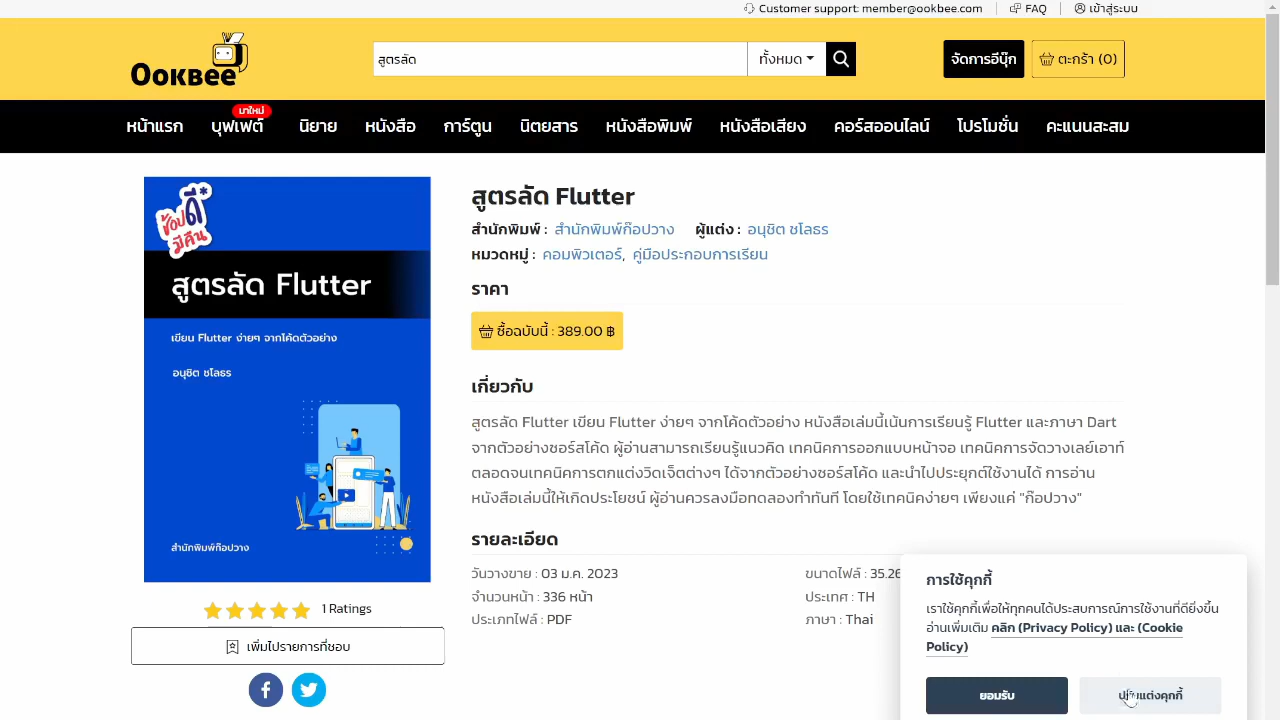 Customer support: member@ookbee.com
FAQ
เข้าสู่ระบบ
OOKBEE
สูตรลัด
ทั้งหมด
จัดการอีบุ๊ก
ตะกร้า (0)
มาใหม่
หน้าแรก บุฟเฟต์ นิยาย หนังสือ การ์ตูน นิตยสาร หนังสือพิมพ์ หนังสือเสียง คอร์สออนไลน์ โปรโมชั่น คะแนนสะสม
ช้อปดี
มีคืน
สูตรลัด Flutter
เขียน Flutter ง่ายๆ จากโค้ดตัวอย่าง
อนุชิต ชโลธร
สำนักพิมพ์ก๊อปวาง
1 Ratings
เพิ่มไปรายการที่ชอบ
สูตรลัด Flutter
สำนักพิมพ์ : สำนักพิมพ์ก๊อปวาง ผู้แต่ง : อนุชิต ชโลธร
หมวดหมู่ : คอมพิวเตอร์, คู่มือประกอบการเรียน
ราคา
ซื้อฉบับนี้ : 389.00 ฿
เกี่ยวกับ
สูตรลัด Flutter เขียน Flutter ง่ายๆ จากโค้ดตัวอย่าง หนังสือเล่มนี้เน้นการเรียนรู้ Flutter และภาษา Dart
จากตัวอย่างซอร์สโค้ด ผู้อ่านสามารถเรียนรู้แนวคิด เทคนิคการออกแบบหน้าจอ เทคนิคการจัดวางเลย์เอาท์
ตลอดจนเทคนิคการตกแต่งวิดเจ็ตต่างๆ ได้จากตัวอย่างซอร์สโค้ด และนำไปประยุกต์ใช้งานได้ การอ่าน
หนังสือเล่มนี้ให้เกิดประโยชน์ ผู้อ่านควรลงมือทดลองทำทันที โดยใช้เทคนิคง่ายๆ เพียงแค่ "ก๊อปวาง"
รายละเอียด
วันวางขาย : 03 ม.ค. 2023
ขนาดไฟล์ : 35.26
จำนวนหน้า : 336 หน้า
ประเภท : TH
ประเภทไฟล์ : PDF
ภาษา : Thai
การใช้คุกกี้
เราใช้คุกกี้เพื่อให้ทุกคนได้ประสบการณ์การใช้งานที่ดียิ่งขึ้น
อ่านเพิ่มเติม คลิก (Privacy Policy) และ (Cookie
Policy)
ยอมรับ
ปรับแต่งคุกกี้